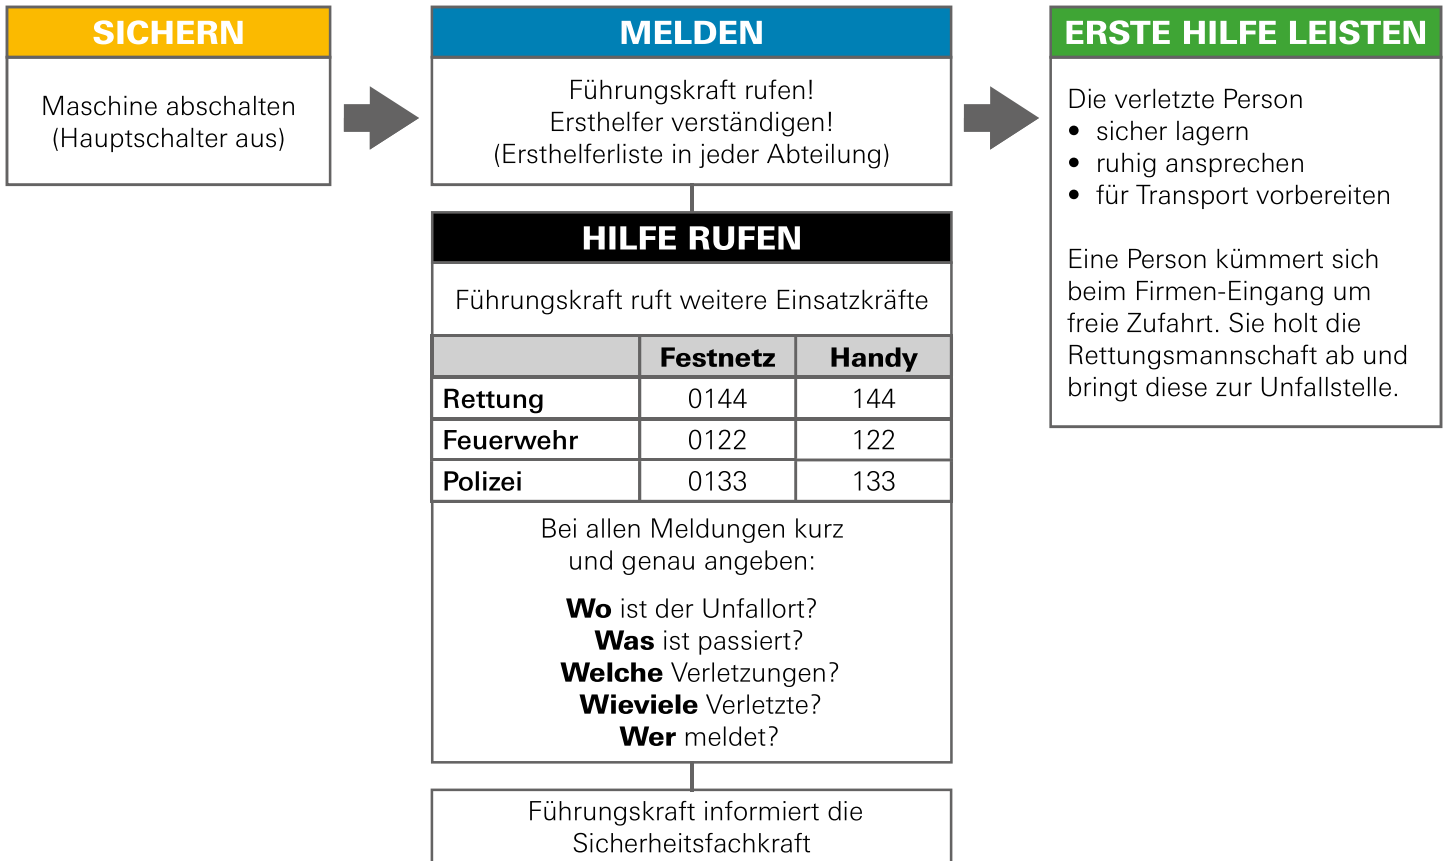 SICHERN
Maschine abschalten
(Hauptschalter aus)
MELDEN
Führungskraft rufen!
Ersthelfer verständigen!
(Ersthelferliste in jeder Abteilung)
HILFE RUFEN
Führungskraft ruft weitere Einsatzkräfte
Festnetz Handy
Rettung 0144 144
Feuerwehr 0122 122
Polizei 0133 133
Bei allen Meldungen kurz
und genau angeben:
Wo ist der Unfallort?
Was ist passiert?
Welche Verletzungen?
Wieviele Verletzte?
Wer meldet?
Führungskraft informiert die
Sicherheitsfachkraft
ERSTE HILFE LEISTEN
Die verletzte Person
• sicher lagern
• ruhig ansprechen
• für Transport vorbereiten
Eine Person kümmert sich
beim Firmen-Eingang um
freie Zufahrt. Sie holt die
Rettungsmannschaft ab und
bringt diese zur Unfallstelle.